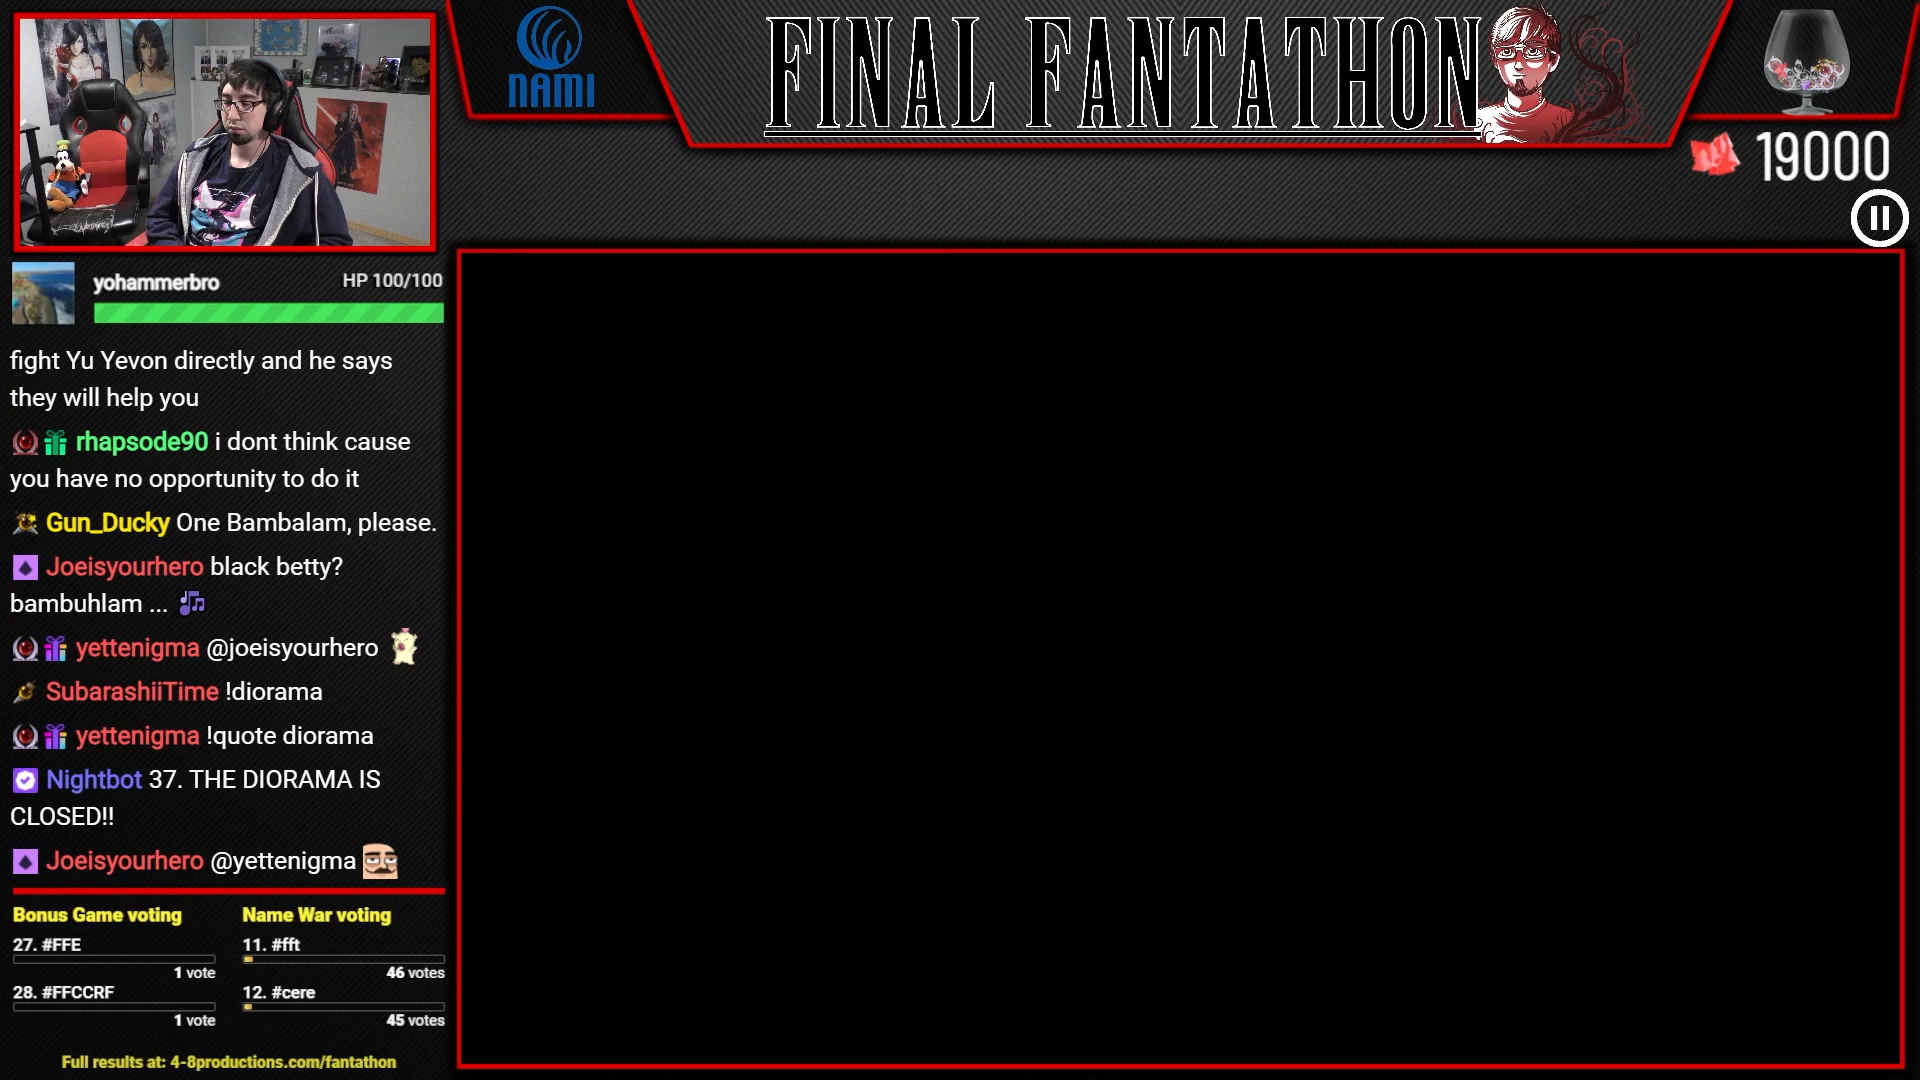 NAMI
FINAL FANTATHON
19000
yohammerbro HP 100/100
fight Yu Yevon directly and he says
they will help you
rhapsode90 i dont think cause
you have no opportunity to do it
Gun_Ducky One Bambalam, please.
Joeisyourhero black betty?
bambuhlam ...
yettenigma @joeisyourhero
SubarashiiTime !diorama
yettenigma !quote diorama
Nightbot 37. THE DIORAMA IS
CLOSED!!
Joeisyourhero @yettenigma
Bonus Game voting
27. #FFE
1 vote
28. #FFCCRF
1 vote
Name War voting
11. #fft
46 votes
12. #cere
45 votes
Full results at: 4-8productions.com/fantathon